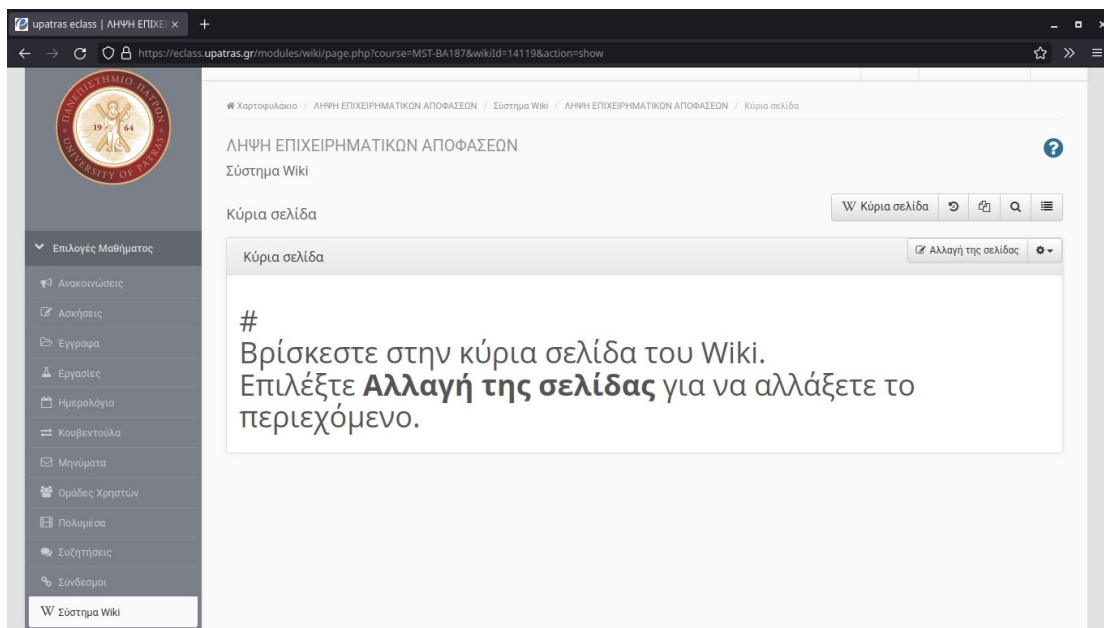 upatras eclass | ΛΗΨΗ ΕΠΙΧΕΙ
https://eclass.upatras.gr/modules/wiki/page.php?course=MST-BA187&wikiId=14119&action=show
ΠΑΝΕΠΙΣΤΗΜΙΟ ΠΑΤΡΩΝ
19 64
UNIVERSITY OF PATRAS
Χαρτοφυλάκιο / ΛΗΨΗ ΕΠΙΧΕΙΡΗΜΑΤΙΚΩΝ ΑΠΟΦΑΣΕΩΝ / Σύστημα Wiki / ΛΗΨΗ ΕΠΙΧΕΙΡΗΜΑΤΙΚΩΝ ΑΠΟΦΑΣΕΩΝ / Κύρια σελίδα
ΛΗΨΗ ΕΠΙΧΕΙΡΗΜΑΤΙΚΩΝ ΑΠΟΦΑΣΕΩΝ
Σύστημα Wiki
Κύρια σελίδα
W Κύρια σελίδα
Κύρια σελίδα
Αλλαγή της σελίδας
#
Βρίσκεστε στην κύρια σελίδα του Wiki.
Επιλέξτε Αλλαγή της σελίδας για να αλλάξετε το
περιεχόμενο.
Επιλογές Μαθήματος
Ανακοινώσεις
Ασκήσεις
Έγγραφα
Εργασίες
Ημερολόγιο
Κουβεντούλα
Μηνύματα
Ομάδες Χρηστών
Πολυμέσα
Συζητήσεις
Σύνδεσμοι
W Σύστημα Wiki